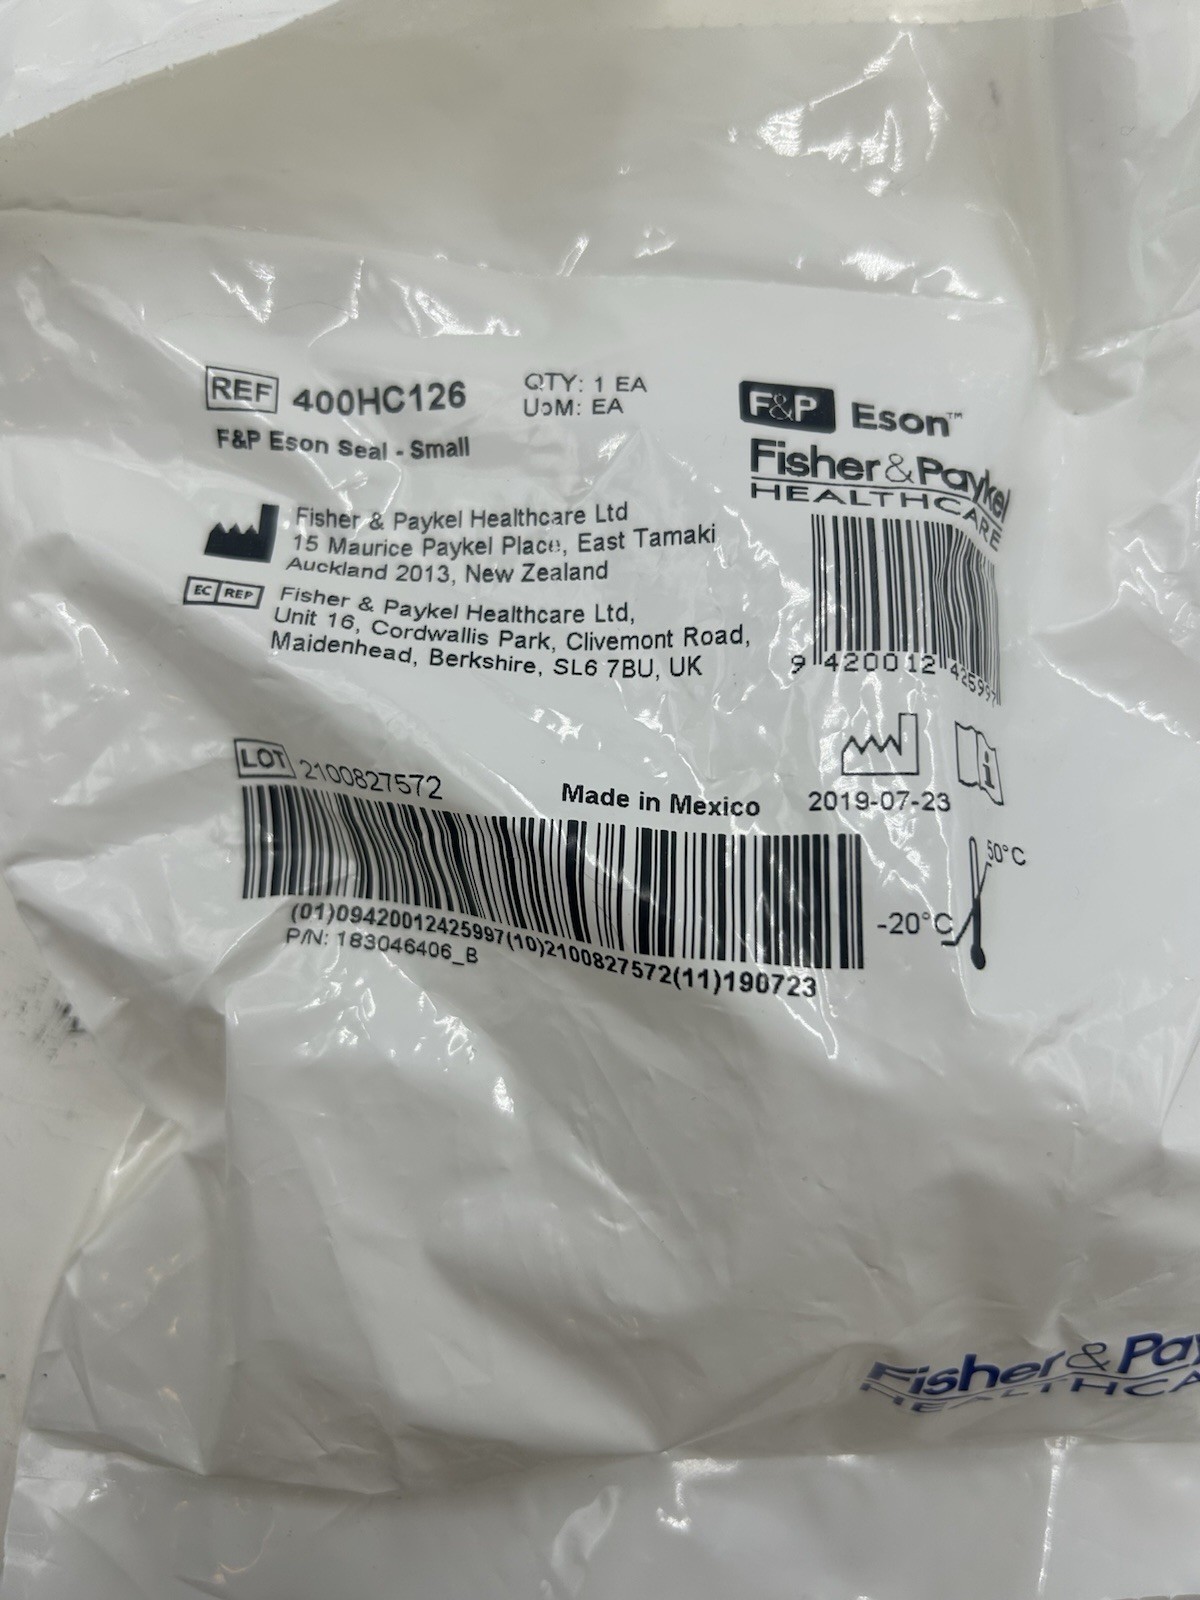 REF 400HC126
QTY: 1 EA
UoM: EA
F&P Eson Seal - Small
F&P Eson™
Fisher & Paykel
HEALTHCARE
Fisher & Paykel Healthcare Ltd
15 Maurice Paykel Place, East Tamaki
Auckland 2013, New Zealand
EC REP Fisher & Paykel Healthcare Ltd,
Unit 16, Cordwallis Park, Clivemont Road,
Maidenhead, Berkshire, SL6 7BU, UK
9 420012 425997
LOT 2100827572
Made in Mexico
2019-07-23
50°C
-20°C
(01)09420012425997(10)2100827572(11)190723
P/N: 183046406_B
Fisher & Pay
HEALTHCA